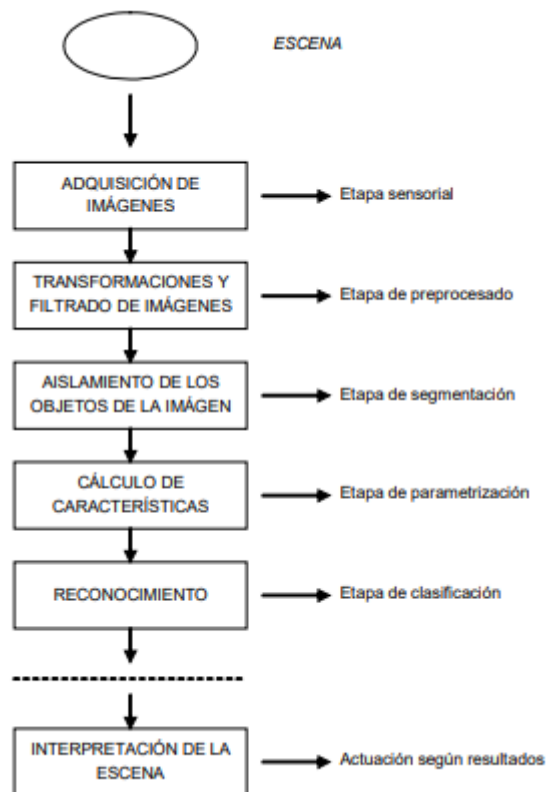 ESCENA
ADQUISICIÓN DE
IMÁGENES
Etapa sensorial
TRANSFORMACIONES Y
FILTRADO DE IMÁGENES
Etapa de preprocesado
AISLAMIENTO DE LOS
OBJETOS DE LA IMÁGEN
Etapa de segmentación
CÁLCULO DE
CARACTERÍSTICAS
Etapa de parametrización
RECONOCIMIENTO
Etapa de clasificación
INTERPRETACIÓN DE LA
ESCENA
Actuación según resultados